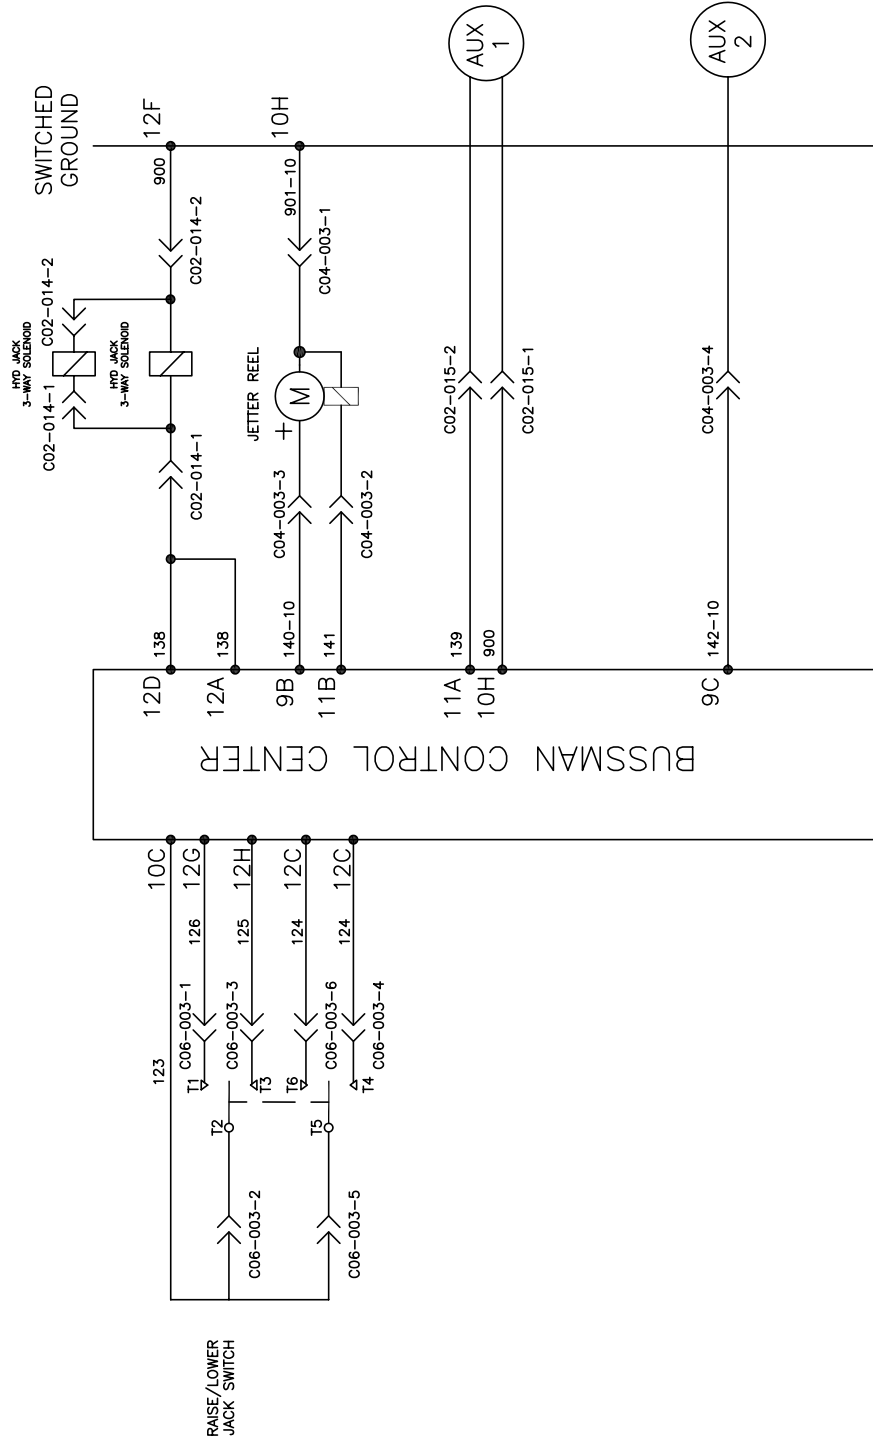 SWITCHED
GROUND
12F
10H
900
901-10
HYD JACK
3-WAY SOLENOID
HYD JACK
3-WAY SOLENOID
C02-014-1
C02-014-2
C02-014-1
C02-014-2
JETTER REEL
M
+
C04-003-1
C04-003-3
C04-003-2
AUX
1
C02-015-2
C02-015-1
AUX
2
C04-003-4
138
138
140-10
141
139
900
142-10
12D
12A
9B
11B
11A
10H
9C
BUSSMAN CONTROL CENTER
10C
12G
12H
12C
12C
123
126
125
124
124
C06-003-1
C06-003-3
C06-003-6
C06-003-4
T1
T3
T6
T4
T2
T5
C06-003-2
C06-003-5
RAISE/LOWER
JACK SWITCH